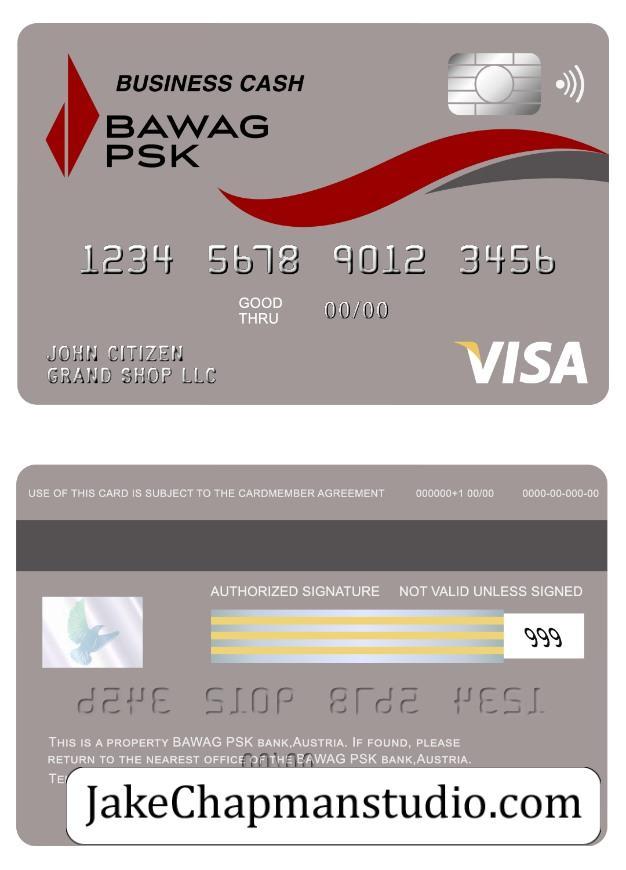 BUSINESS CASH
BAWAG
PSK
1234 5678 9012 3456
GOOD
THRU
00/00
JOHN CITIZEN
GRAND SHOP LLC
VISA
USE OF THIS CARD IS SUBJECT TO THE CARDMEMBER AGREEMENT 000000+1 00/00 0000-00-000-00
AUTHORIZED SIGNATURE NOT VALID UNLESS SIGNED
999
1234 5678 9012 3456
THIS IS A PROPERTY BAWAG PSK BANK,AUSTRIA. IF FOUND, PLEASE
RETURN TO THE NEAREST OFFICE OF THE BAWAG PSK BANK,AUSTRIA.
00/00
JakeChapmanstudio.com